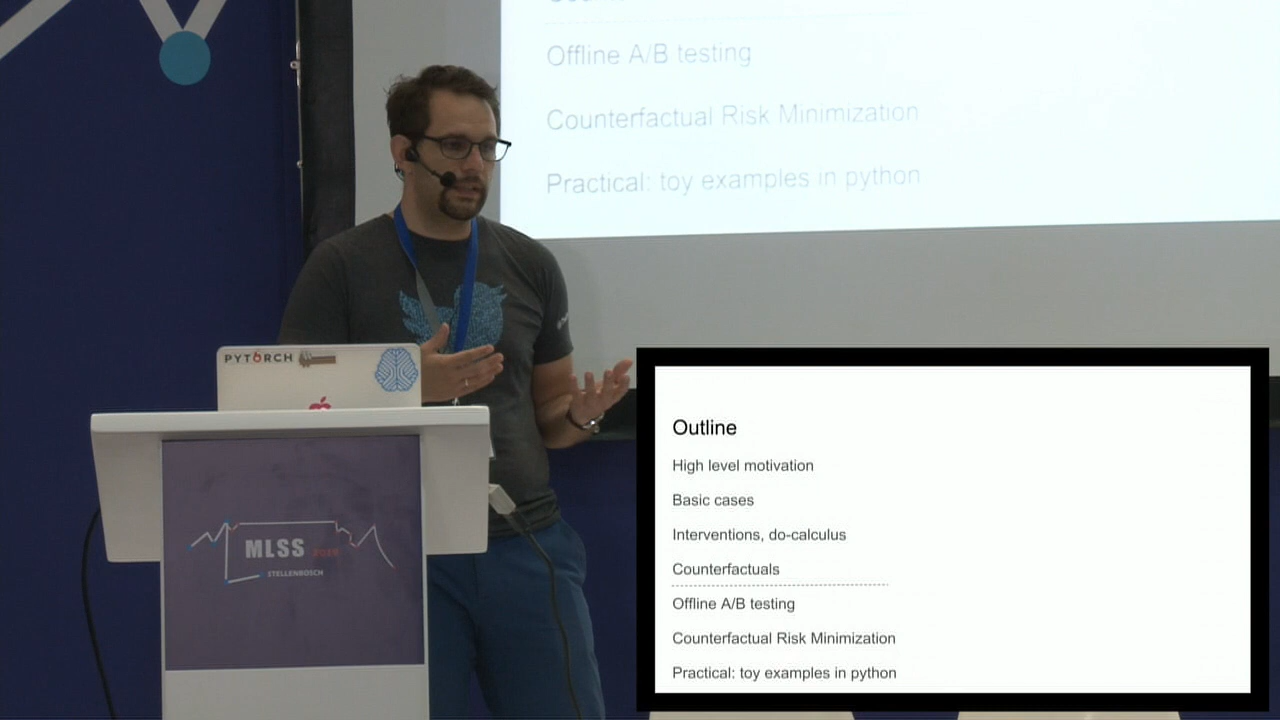 Offline A/B testing
Counterfactual Risk Minimization
Practical: toy examples in python
PYTORCH
MLSS 2019
STELLENBOSCH
Outline
High level motivation
Basic cases
Interventions, do-calculus
Counterfactuals
Offline A/B testing
Counterfactual Risk Minimization
Practical: toy examples in python